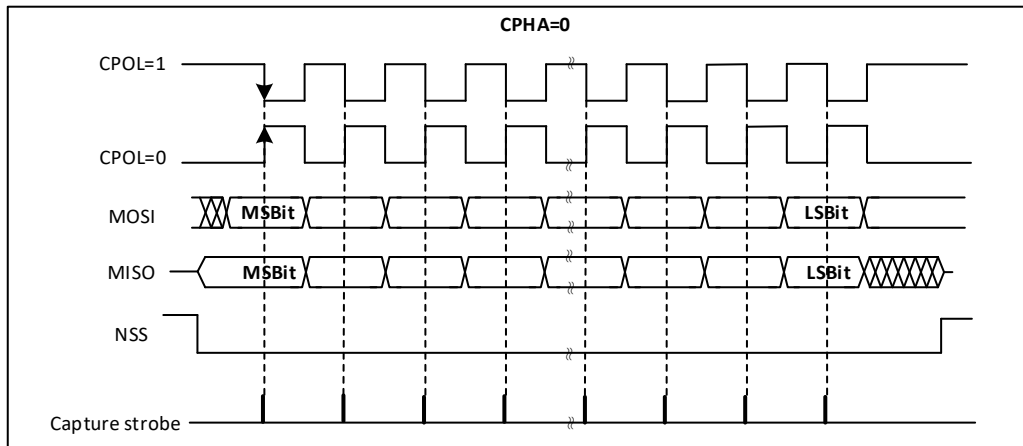 CPHA=0
CPOL=1
CPOL=0
MOSI MSBit LSBit
MISO MSBit LSBit
NSS
Capture strobe